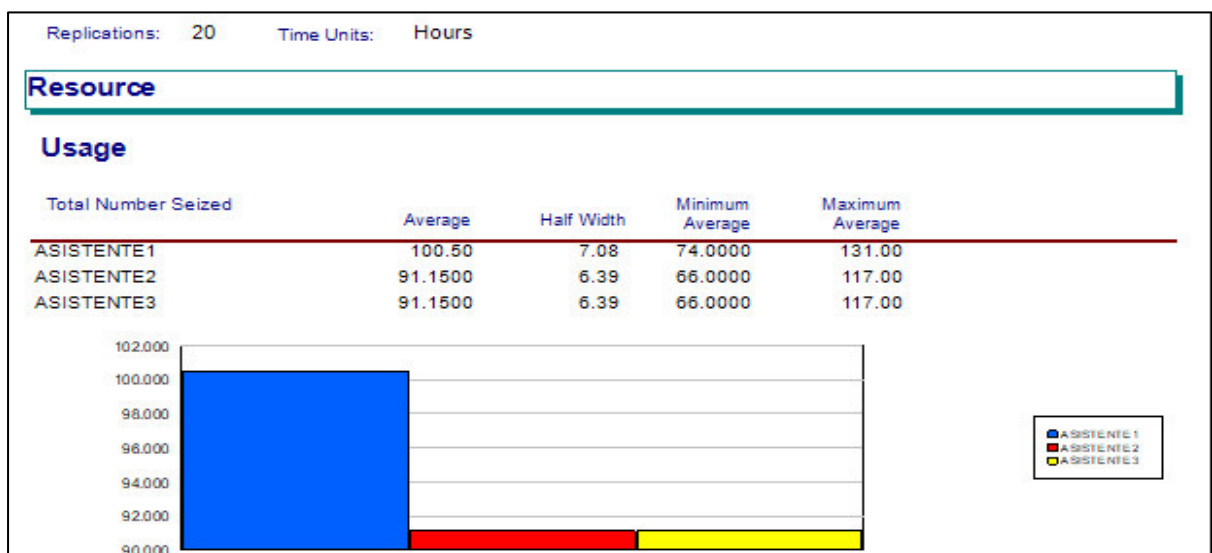 Replications: 20 Time Units: Hours
Resource
Usage
Total Number Seized Average Half Width Minimum Average Maximum Average
ASISTENTE1 100.50 7.08 74.0000 131.00
ASISTENTE2 91.1500 6.39 66.0000 117.00
ASISTENTE3 91.1500 6.39 66.0000 117.00
102.000
100.000
98.000
96.000
94.000
92.000
90.000
ASISTENTE1
ASISTENTE2
ASISTENTE3